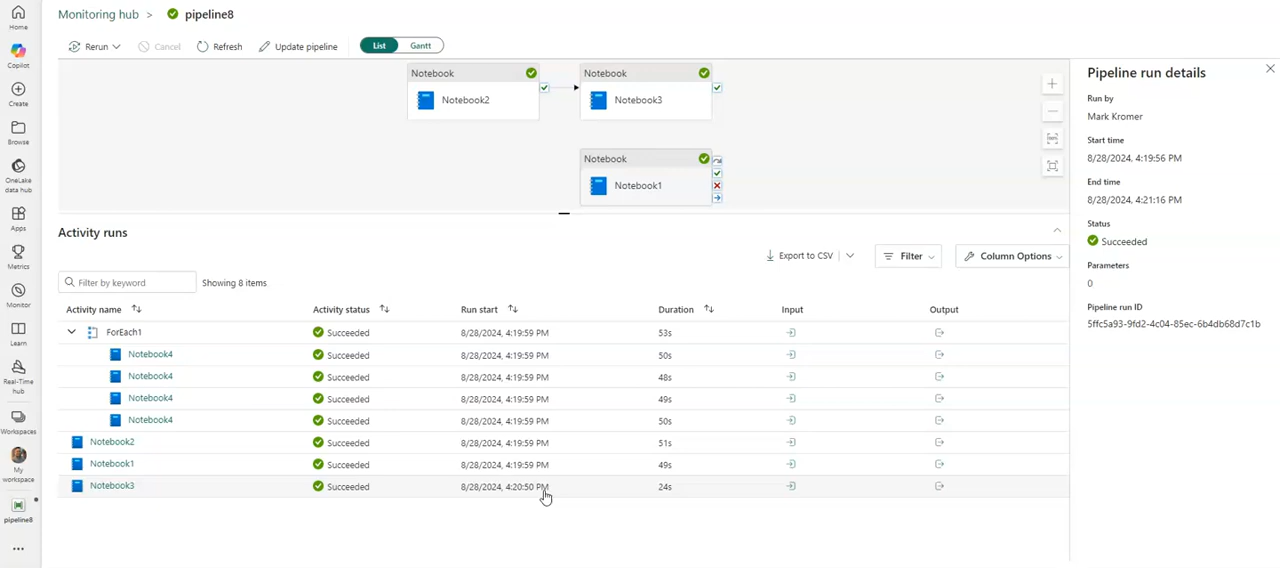 Home
Copilot
Create
Browse
OneLake
data hub
Apps
Metrics
Monitor
Learn
Real-Time
hub
Workspaces
My
workspace
pipeline8
Monitoring hub > pipeline8
Rerun Cancel Refresh Update pipeline List Gantt
Notebook
Notebook2
Notebook
Notebook3
Notebook
Notebook1
Activity runs
Export to CSV Filter Column Options
Filter by keyword Showing 8 items
Activity name Activity status Run start Duration Input Output
ForEach1 Succeeded 8/28/2024, 4:19:59 PM 53s
Notebook4 Succeeded 8/28/2024, 4:19:59 PM 50s
Notebook4 Succeeded 8/28/2024, 4:19:59 PM 48s
Notebook4 Succeeded 8/28/2024, 4:19:59 PM 49s
Notebook4 Succeeded 8/28/2024, 4:19:59 PM 50s
Notebook2 Succeeded 8/28/2024, 4:19:59 PM 51s
Notebook1 Succeeded 8/28/2024, 4:19:59 PM 49s
Notebook3 Succeeded 8/28/2024, 4:20:50 PM 24s
Pipeline run details
Run by
Mark Kromer
Start time
8/28/2024, 4:19:56 PM
End time
8/28/2024, 4:21:16 PM
Status
Succeeded
Parameters
0
Pipeline run ID
5ffc5a93-9fd2-4c04-85ec-6b4db68d7c1b